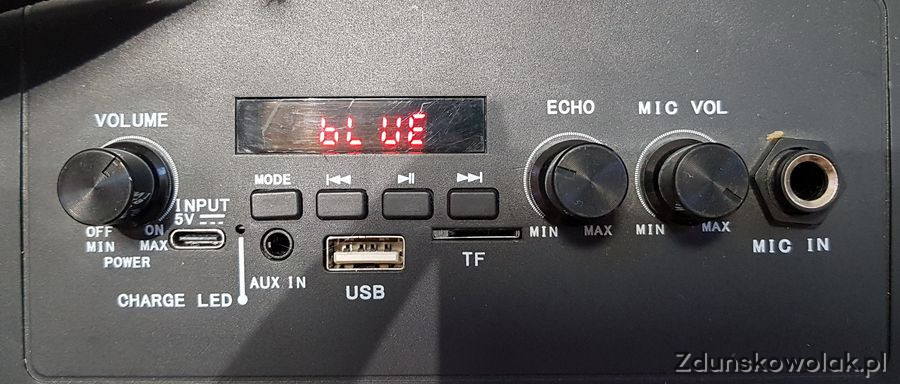 VOLUME
bLUE
ECHO
MIC VOL
MODE
INPUT
5V
OFF ON
MIN MAX
POWER
MIN MAX
MIN MAX
MIC IN
AUX IN
USB
TF
CHARGE LED
Zdunskowolak.pl